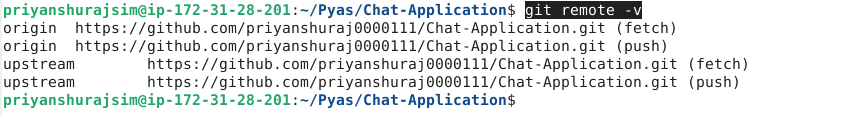 priyanshurajsim@ip-172-31-28-201:~/Pyas/Chat-Application$ git remote -v
origin  https://github.com/priyanshuraj0000111/Chat-Application.git (fetch)
origin  https://github.com/priyanshuraj0000111/Chat-Application.git (push)
upstream        https://github.com/priyanshuraj0000111/Chat-Application.git (fetch)
upstream        https://github.com/priyanshuraj0000111/Chat-Application.git (push)
priyanshurajsim@ip-172-31-28-201:~/Pyas/Chat-Application$